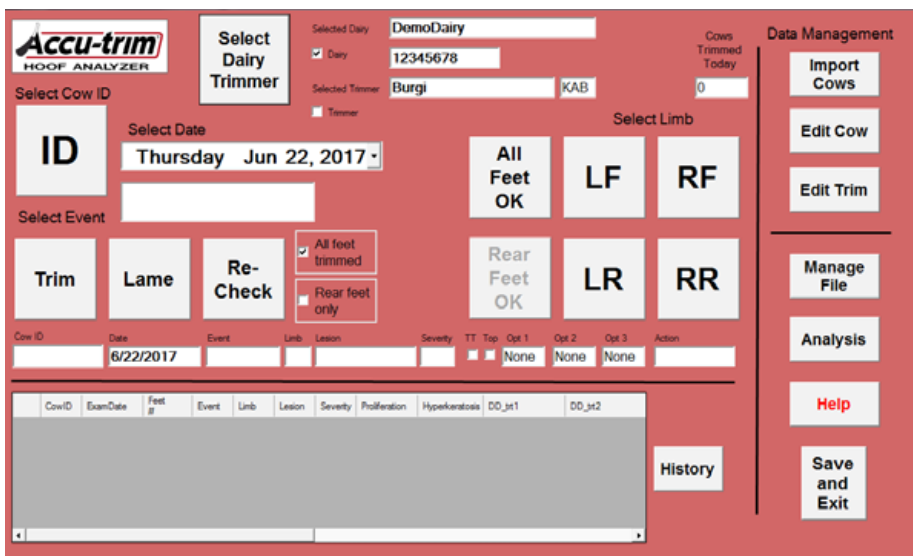 Accu-trim
HOOF ANALYZER
Select
Dairy
Trimmer
Selected Dairy DemoDairy
Dairy 12345678
Selected Trimmer Burgi KAB
Trimmer
Cows
Trimmed
Today
0
Data Management
Import
Cows
Edit Cow
Edit Trim
Select Cow ID
ID
Select Date
Thursday Jun 22, 2017
Select Limb
All
Feet
OK
LF
RF
Select Event
Trim
Lame
Re-
Check
All feet
trimmed
Rear feet
only
Rear
Feet
OK
LR
RR
Manage
File
Analysis
Help
Save
and
Exit
Cow ID Date Event Limb Lesion Severity TT Top Opt 1 Opt 2 Opt 3 Action
6/22/2017 None None None
CowID ExamDate Feet # Event Limb Lesion Severity Proliferation Hyperkeratosis DD_trt1 DD_trt2
History